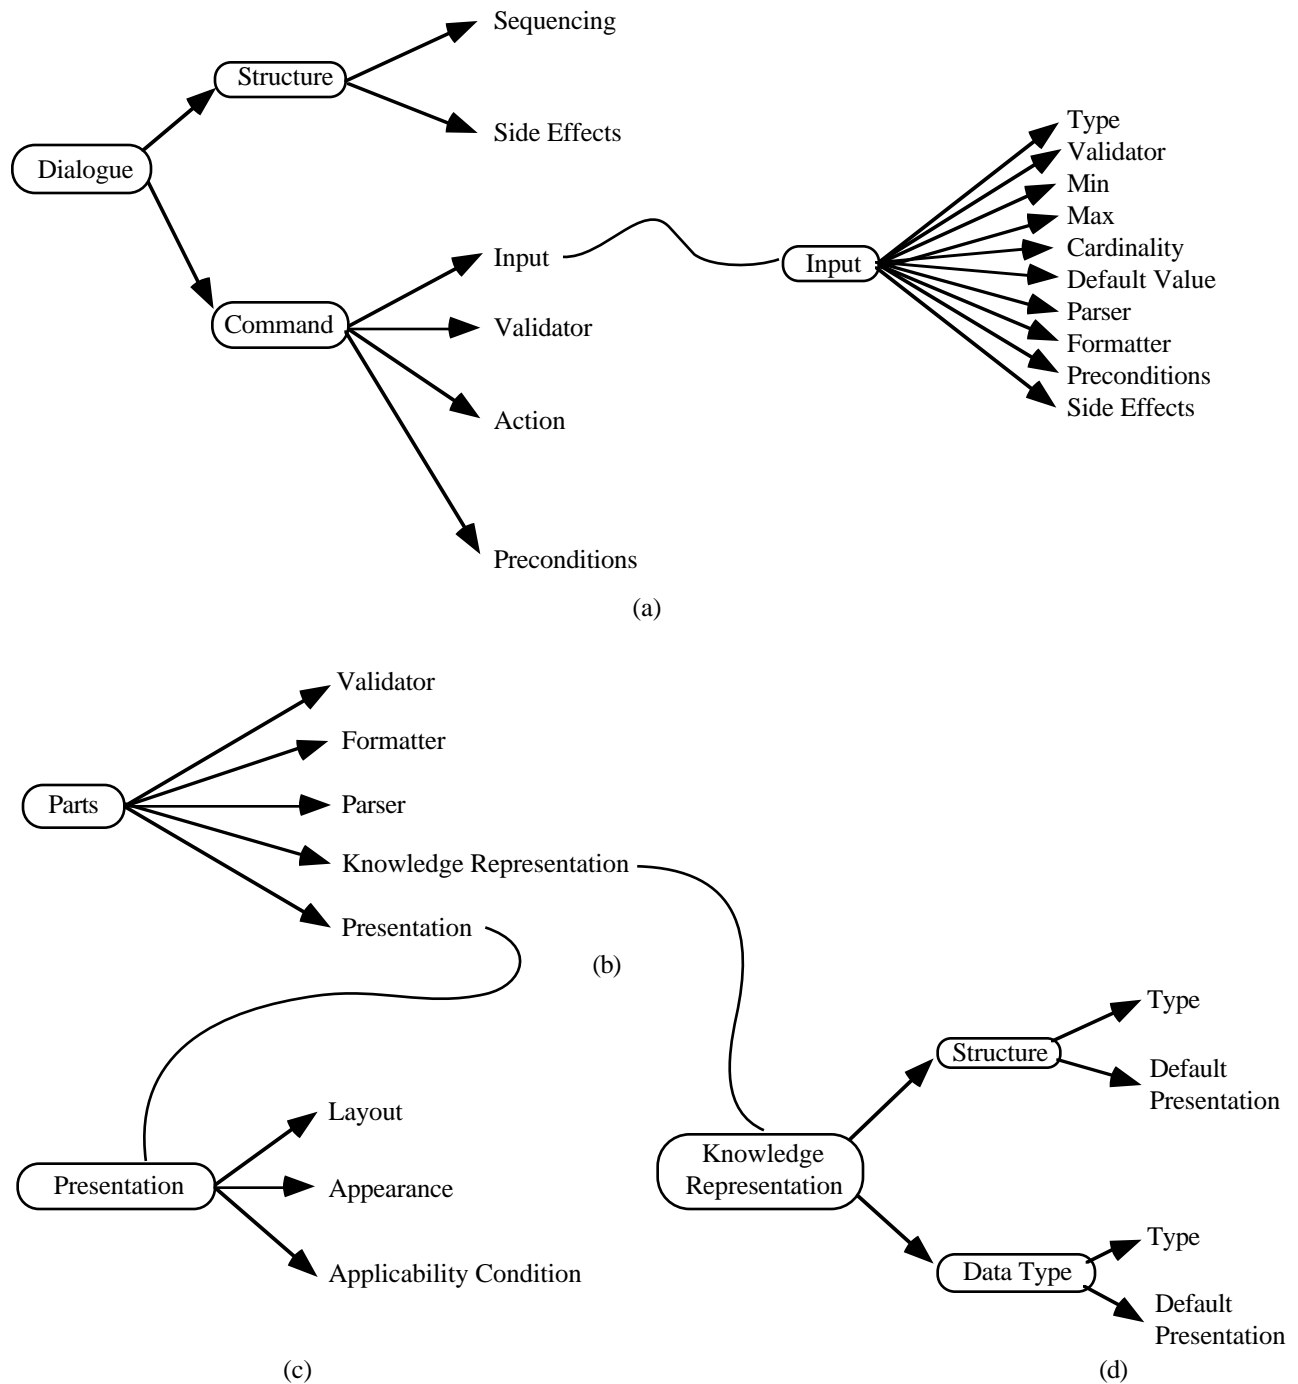 Sequencing
Structure
Side Effects
Dialogue
Input
Command
Validator
Action
Preconditions
Input
Type
Validator
Min
Max
Cardinality
Default Value
Parser
Formatter
Preconditions
Side Effects
(a)
Validator
Formatter
Parts
Parser
Knowledge Representation
Presentation
(b)
Layout
Presentation
Appearance
Applicability Condition
(c)
Type
Structure
Default
Presentation
Knowledge
Representation
Type
Data Type
Default
Presentation
(d)